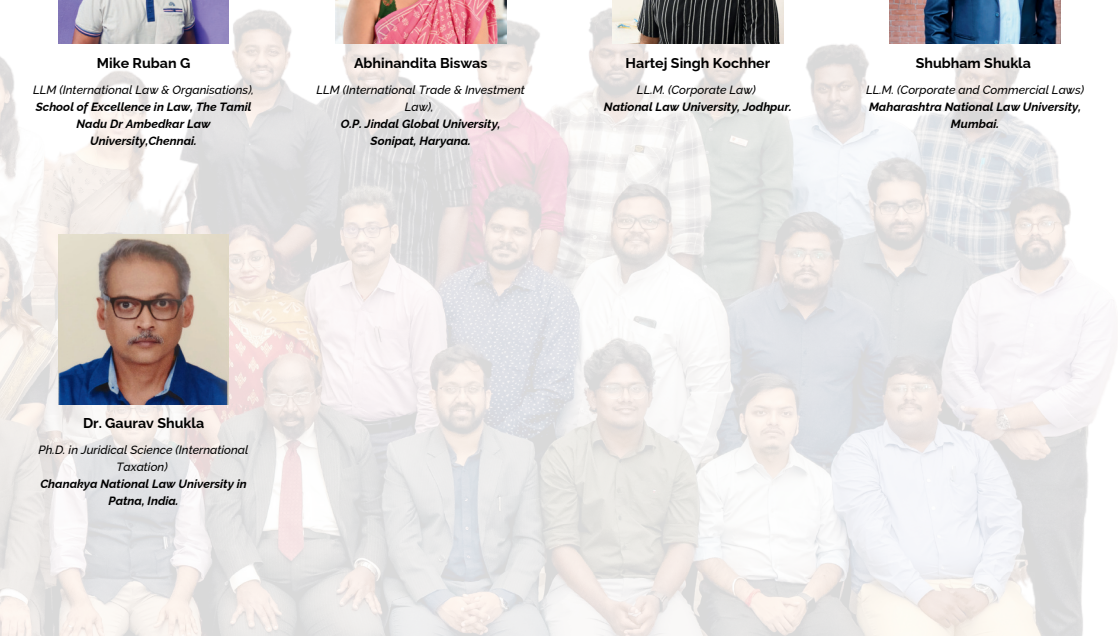 Mike Ruban G
LLM (International Law & Organisations),
School of Excellence in Law, The Tamil
Nadu Dr Ambedkar Law
University,Chennai.
Abhinandita Biswas
LLM (International Trade & Investment
Law),
O.P. Jindal Global University,
Sonipat, Haryana.
Hartej Singh Kochher
LL.M. (Corporate Law)
National Law University, Jodhpur.
Shubham Shukla
LL.M. (Corporate and Commercial Laws)
Maharashtra National Law University,
Mumbai.
Dr. Gaurav Shukla
Ph.D. in Juridical Science (International
Taxation)
Chanakya National Law University in
Patna, India.